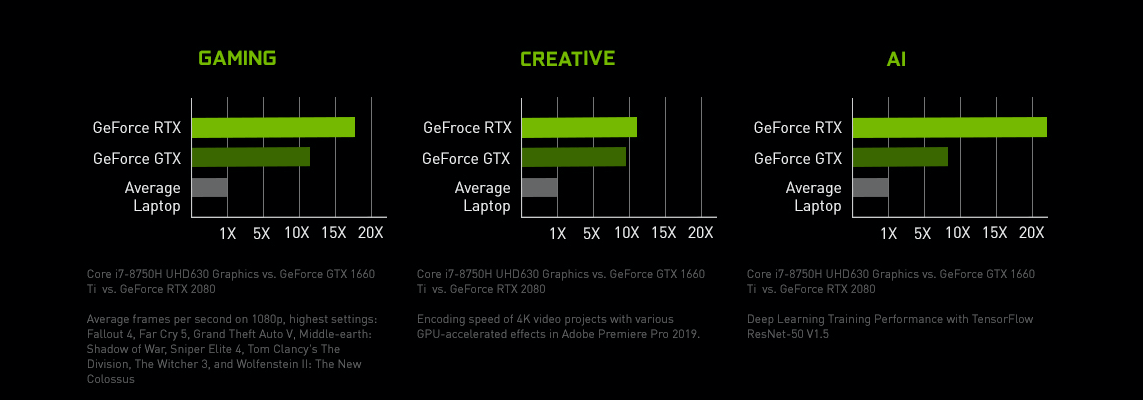 GAMING
GeForce RTX
GeForce GTX
Average
Laptop
1X 5X 10X 15X 20X
Core i7-8750H UHD630 Graphics vs. GeForce GTX 1660
Ti vs. GeForce RTX 2080
Average frames per second on 1080p, highest settings:
Fallout 4, Far Cry 5, Grand Theft Auto V, Middle-earth:
Shadow of War, Sniper Elite 4, Tom Clancy's The
Division, The Witcher 3, and Wolfenstein II: The New
Colossus
CREATIVE
GeFroce RTX
GeForce GTX
Average
Laptop
1X 5X 10X 15X 20X
Core i7-8750H UHD630 Graphics vs. GeForce GTX 1660
Ti vs. GeForce RTX 2080
Encoding speed of 4K video projects with various
GPU-accelerated effects in Adobe Premiere Pro 2019.
AI
GeForce RTX
GeForce GTX
Average
Laptop
1X 5X 10X 15X 20X
Core i7-8750H UHD630 Graphics vs. GeForce GTX 1660
Ti vs. GeForce RTX 2080
Deep Learning Training Performance with TensorFlow
ResNet-50 V1.5